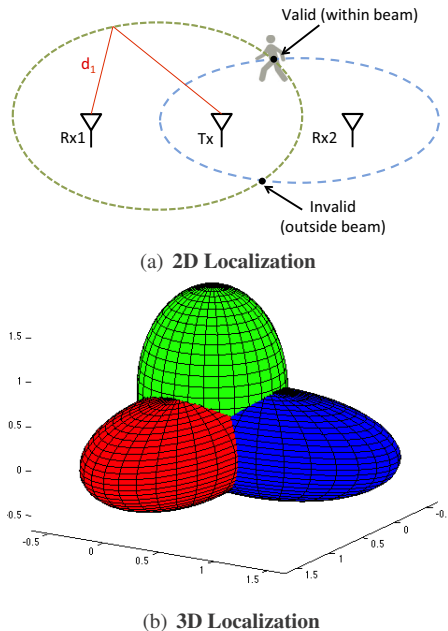 Valid (within beam)
d₁
Rx1
Tx
Rx2
Invalid
(outside beam)
(a) 2D Localization
1.5
1
0.5
0
-0.5
-0.5
0
0.5
1
1.5
1.5
1
0.5
0
-0.
(b) 3D Localization